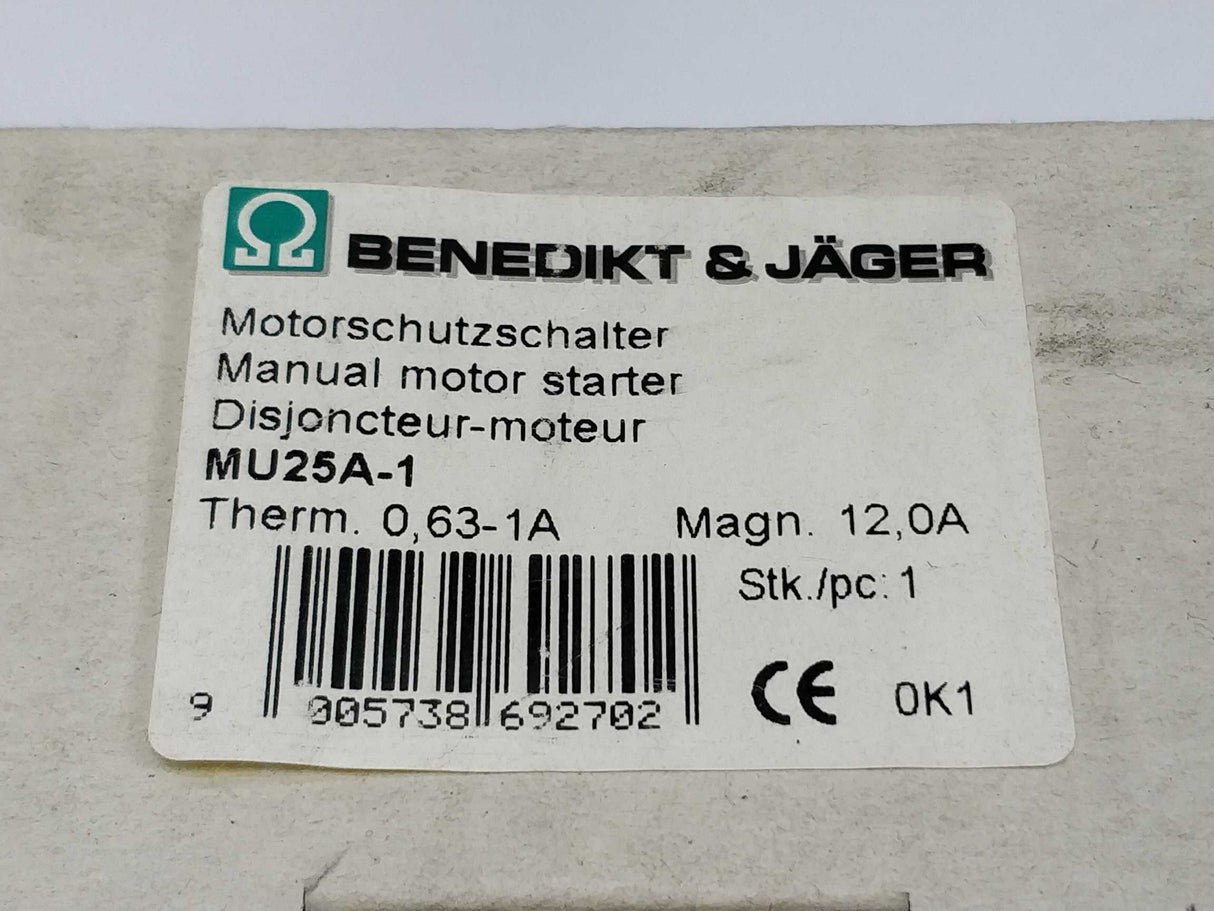 Ω BENEDIKT & JÄGER
Motorschutzschalter
Manual motor starter
Disjoncteur-moteur
MU25A-1
Therm. 0,63-1A Magn. 12,0A
Stk./pc: 1
CE 0K1
9 005738 692702